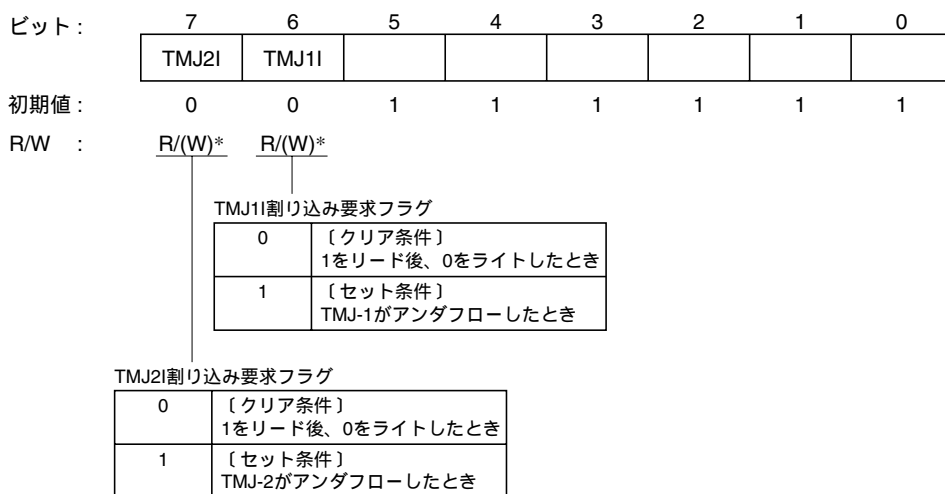 ビット : 7 6 5 4 3 2 1 0
TMJ2I TMJ1I
初期値 : 0 0 1 1 1 1 1 1
R/W : R/(W)* R/(W)*
TMJ1I割り込み要求フラグ
0 〔クリア条件〕
1をリード後、0をライトしたとき
1 〔セット条件〕
TMJ-1がアンダフローしたとき
TMJ2I割り込み要求フラグ
0 〔クリア条件〕
1をリード後、0をライトしたとき
1 〔セット条件〕
TMJ-2がアンダフローしたとき